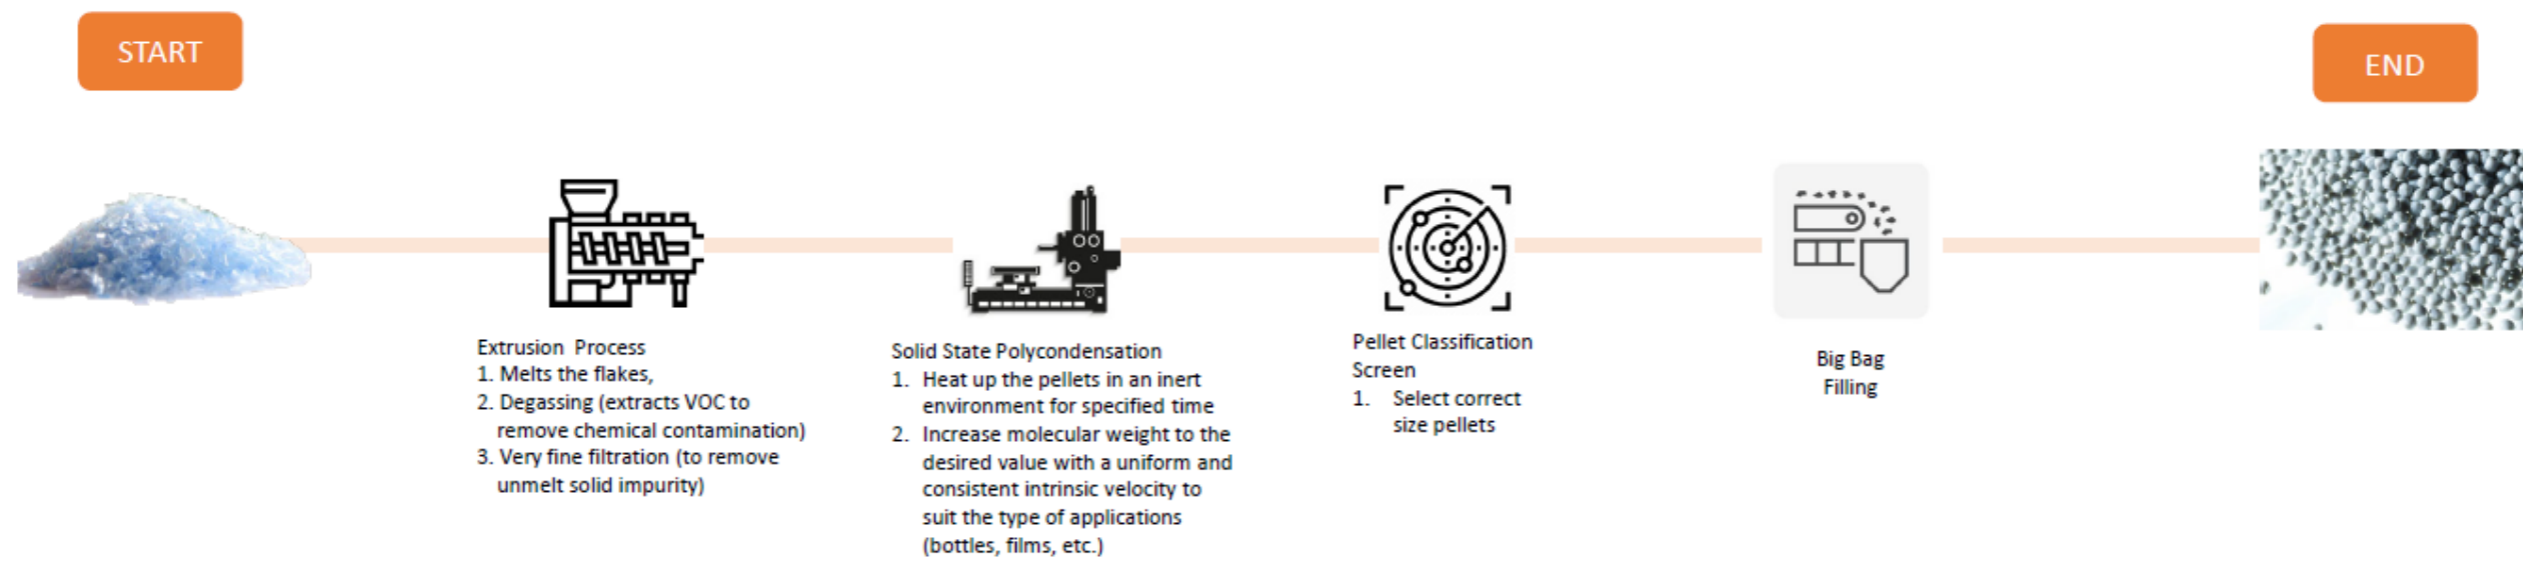 START
END
Extrusion Process
1. Melts the flakes,
2. Degassing (extracts VOC to
remove chemical contamination)
3. Very fine filtration (to remove
unmelt solid impurity)
Solid State Polycondensation
1. Heat up the pellets in an inert
environment for specified time
2. Increase molecular weight to the
desired value with a uniform and
consistent intrinsic velocity to
suit the type of applications
(bottles, films, etc.)
Pellet Classification
Screen
1. Select correct
size pellets
Big Bag
Filling